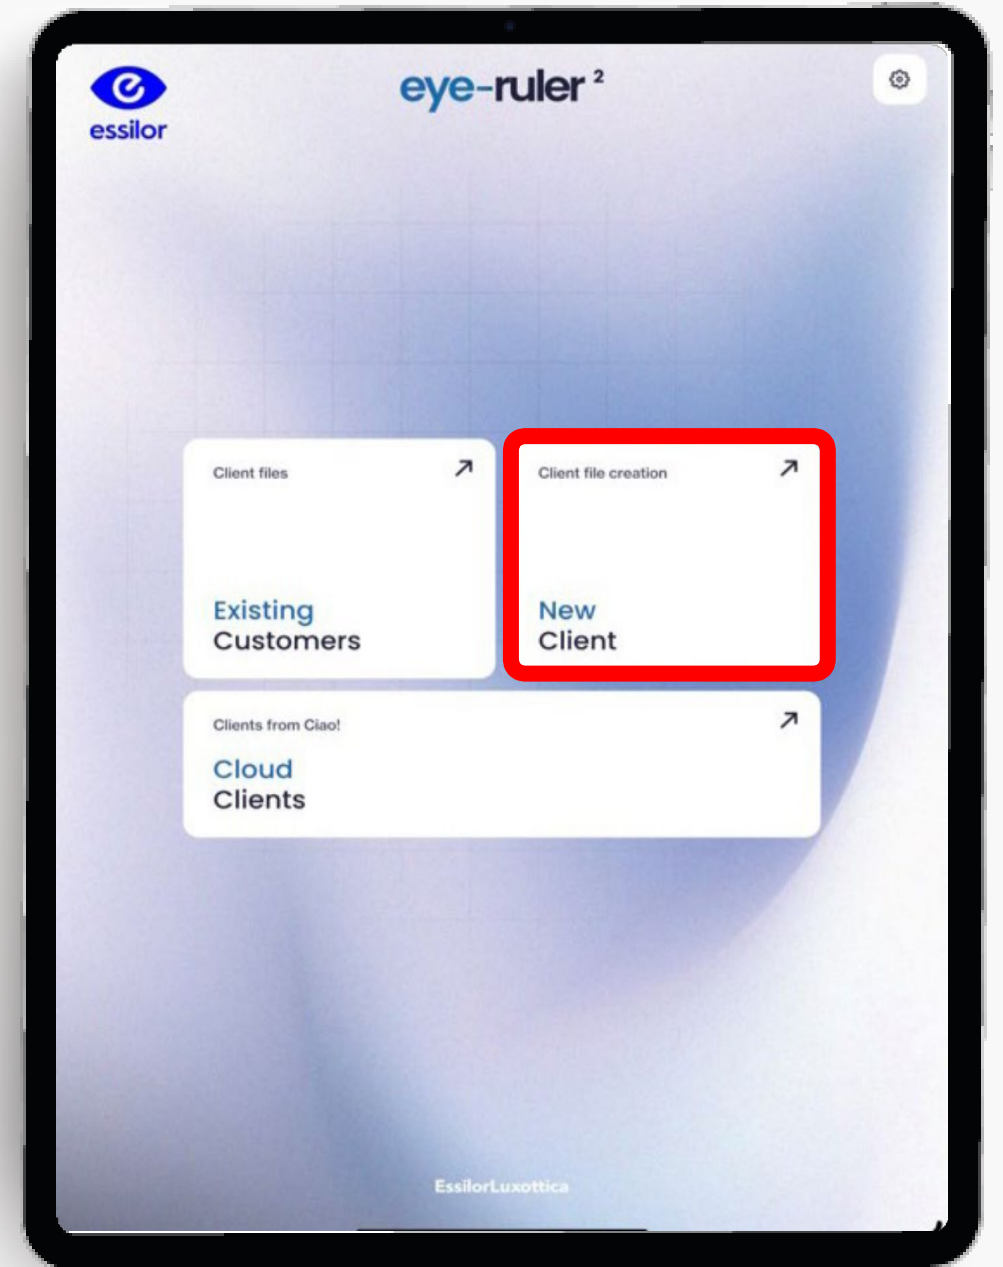 essilor
eye-ruler ²
Client files
Existing
Customers
Client file creation
New
Client
Clients from Ciao!
Cloud
Clients
EssilorLuxottica